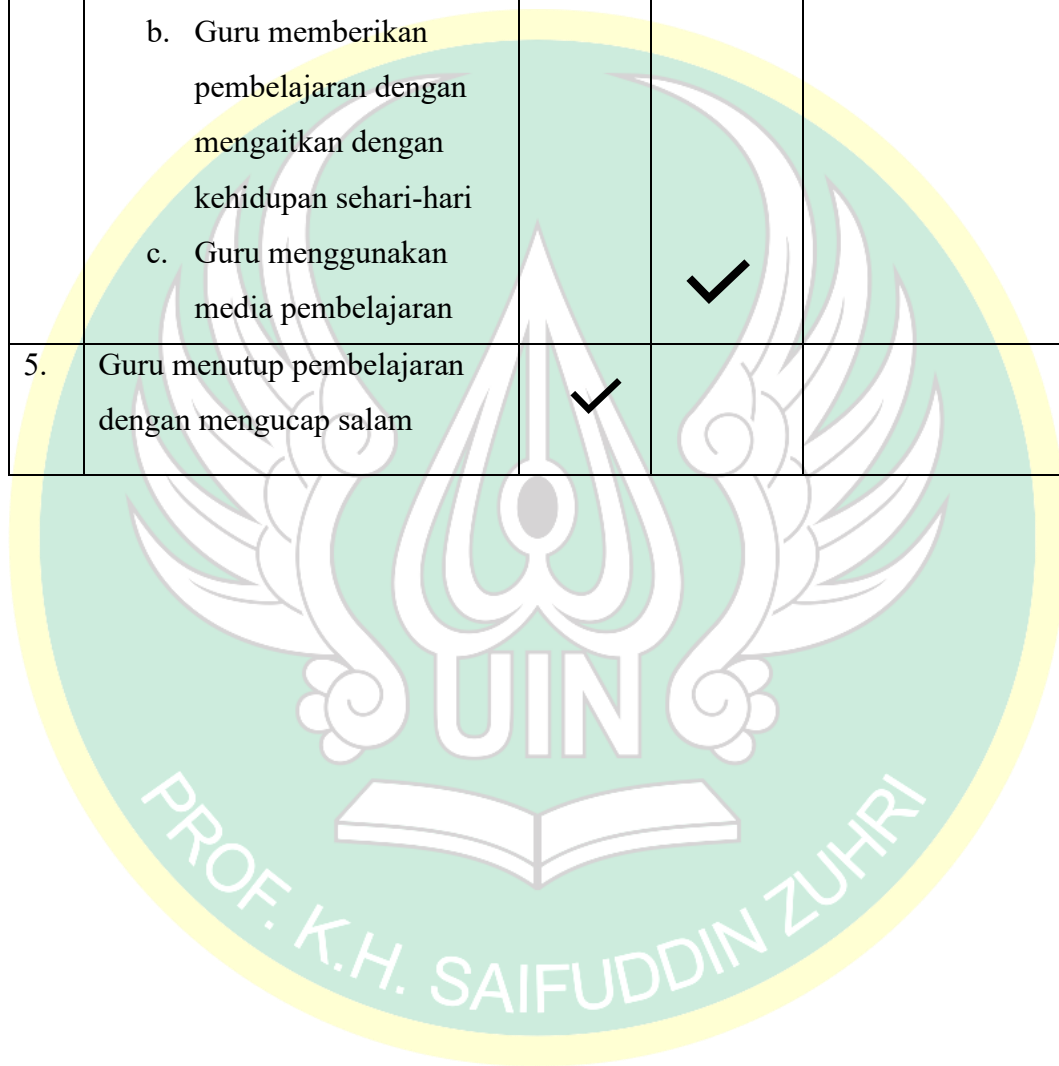 b. Guru memberikan
pembelajaran dengan
mengaitkan dengan
kehidupan sehari-hari
c. Guru menggunakan
media pembelajaran
5. Guru menutup pembelajaran
dengan mengucap salam
UIN
PROF. K.H. SAIFUDDIN ZUHRI